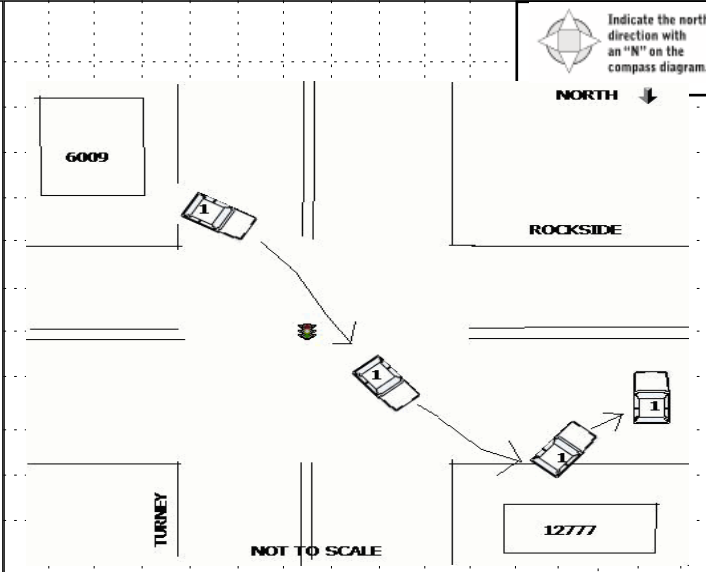 Indicate the north
direction with
an “N” on the
compass diagram.
NORTH
6009
1
ROCKSIDE
1
1
1
12777
TURNEY
NOT TO SCALE